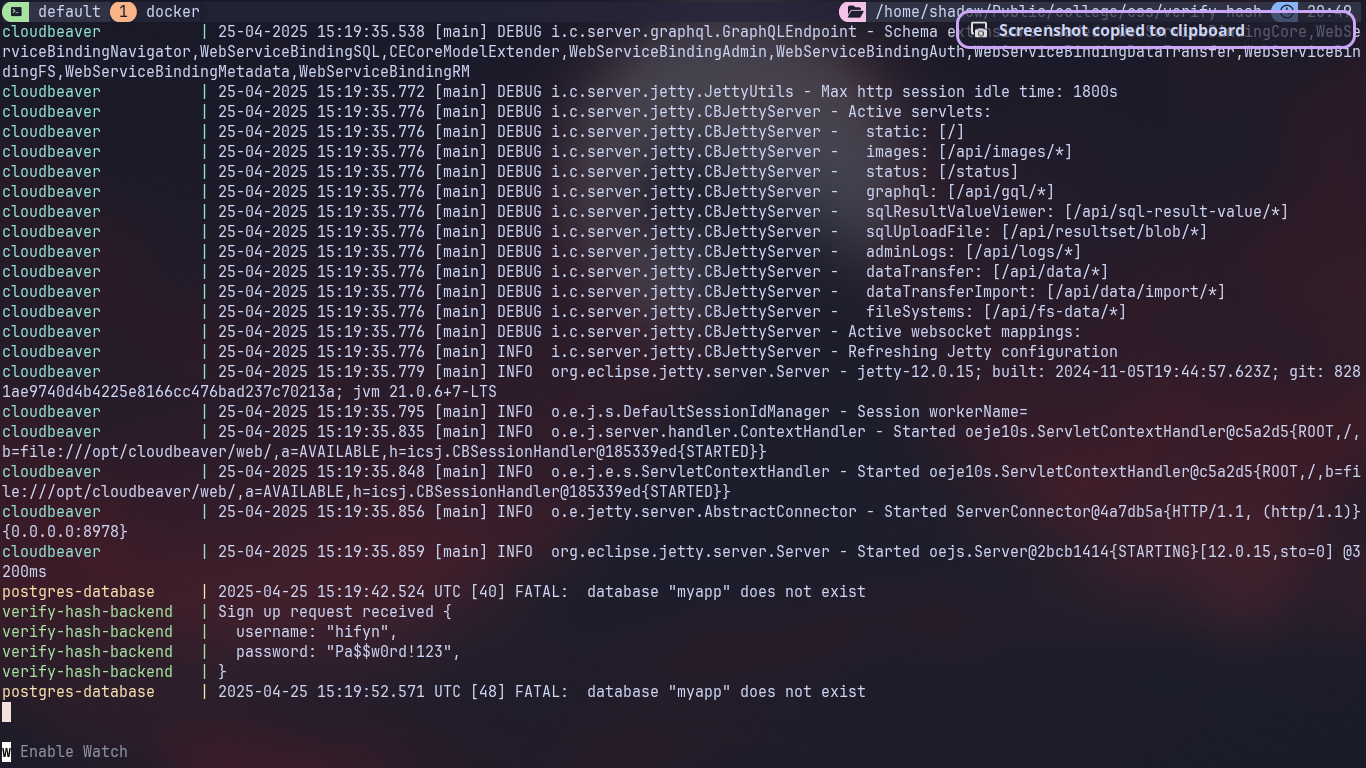 default 1 docker /home/shadow/Public/college/css/verify-hash 20:49
Screenshot copied to clipboard
cloudbeaver | 25-04-2025 15:19:35.538 [main] DEBUG i.c.server.graphql.GraphQLEndpoint - Schema
rviceBindingNavigator,WebServiceBindingSQL,CECoreModelExtender,WebServiceBindingAdmin,WebServiceBindingAuth,WebServiceBindingDataTransfer,WebServiceBin
dingFS,WebServiceBindingMetadata,WebServiceBindingRM
cloudbeaver | 25-04-2025 15:19:35.772 [main] DEBUG i.c.server.jetty.JettyUtils - Max http session idle time: 1800s
cloudbeaver | 25-04-2025 15:19:35.776 [main] DEBUG i.c.server.jetty.CBJettyServer - Active servlets:
cloudbeaver | 25-04-2025 15:19:35.776 [main] DEBUG i.c.server.jetty.CBJettyServer - static: [/]
cloudbeaver | 25-04-2025 15:19:35.776 [main] DEBUG i.c.server.jetty.CBJettyServer - images: [/api/images/*]
cloudbeaver | 25-04-2025 15:19:35.776 [main] DEBUG i.c.server.jetty.CBJettyServer - status: [/status]
cloudbeaver | 25-04-2025 15:19:35.776 [main] DEBUG i.c.server.jetty.CBJettyServer - graphql: [/api/gql/*]
cloudbeaver | 25-04-2025 15:19:35.776 [main] DEBUG i.c.server.jetty.CBJettyServer - sqlResultValueViewer: [/api/sql-result-value/*]
cloudbeaver | 25-04-2025 15:19:35.776 [main] DEBUG i.c.server.jetty.CBJettyServer - sqlUploadFile: [/api/resultset/blob/*]
cloudbeaver | 25-04-2025 15:19:35.776 [main] DEBUG i.c.server.jetty.CBJettyServer - adminLogs: [/api/logs/*]
cloudbeaver | 25-04-2025 15:19:35.776 [main] DEBUG i.c.server.jetty.CBJettyServer - dataTransfer: [/api/data/*]
cloudbeaver | 25-04-2025 15:19:35.776 [main] DEBUG i.c.server.jetty.CBJettyServer - dataTransferImport: [/api/data/import/*]
cloudbeaver | 25-04-2025 15:19:35.776 [main] DEBUG i.c.server.jetty.CBJettyServer - fileSystems: [/api/fs-data/*]
cloudbeaver | 25-04-2025 15:19:35.776 [main] DEBUG i.c.server.jetty.CBJettyServer - Active websocket mappings:
cloudbeaver | 25-04-2025 15:19:35.776 [main] INFO i.c.server.jetty.CBJettyServer - Refreshing Jetty configuration
cloudbeaver | 25-04-2025 15:19:35.779 [main] INFO org.eclipse.jetty.server.Server - jetty-12.0.15; built: 2024-11-05T19:44:57.623Z; git: 828
1ae9740d4b4225e8166cc476bad237c70213a; jvm 21.0.6+7-LTS
cloudbeaver | 25-04-2025 15:19:35.795 [main] INFO o.e.j.s.DefaultSessionIdManager - Session workerName=
cloudbeaver | 25-04-2025 15:19:35.835 [main] INFO o.e.j.server.handler.ContextHandler - Started oeje10s.ServletContextHandler@c5a2d5{ROOT,/,
b=file:///opt/cloudbeaver/web/,a=AVAILABLE,h=icsj.CBSessionHandler@185339ed{STARTED}}
cloudbeaver | 25-04-2025 15:19:35.848 [main] INFO o.e.j.e.s.ServletContextHandler - Started oeje10s.ServletContextHandler@c5a2d5{ROOT,/,b=fi
le:///opt/cloudbeaver/web/,a=AVAILABLE,h=icsj.CBSessionHandler@185339ed{STARTED}}
cloudbeaver | 25-04-2025 15:19:35.856 [main] INFO o.e.jetty.server.AbstractConnector - Started ServerConnector@4a7db5a{HTTP/1.1, (http/1.1)}
{0.0.0.0:8978}
cloudbeaver | 25-04-2025 15:19:35.859 [main] INFO org.eclipse.jetty.server.Server - Started oejs.Server@2bcb1414{STARTING}[12.0.15,sto=0] @3
200ms
postgres-database | 2025-04-25 15:19:42.524 UTC [40] FATAL: database "myapp" does not exist
verify-hash-backend | Sign up request received {
verify-hash-backend | username: "hifyn",
verify-hash-backend | password: "Pa$$w0rd!123",
verify-hash-backend | }
postgres-database | 2025-04-25 15:19:52.571 UTC [48] FATAL: database "myapp" does not exist
w Enable Watch